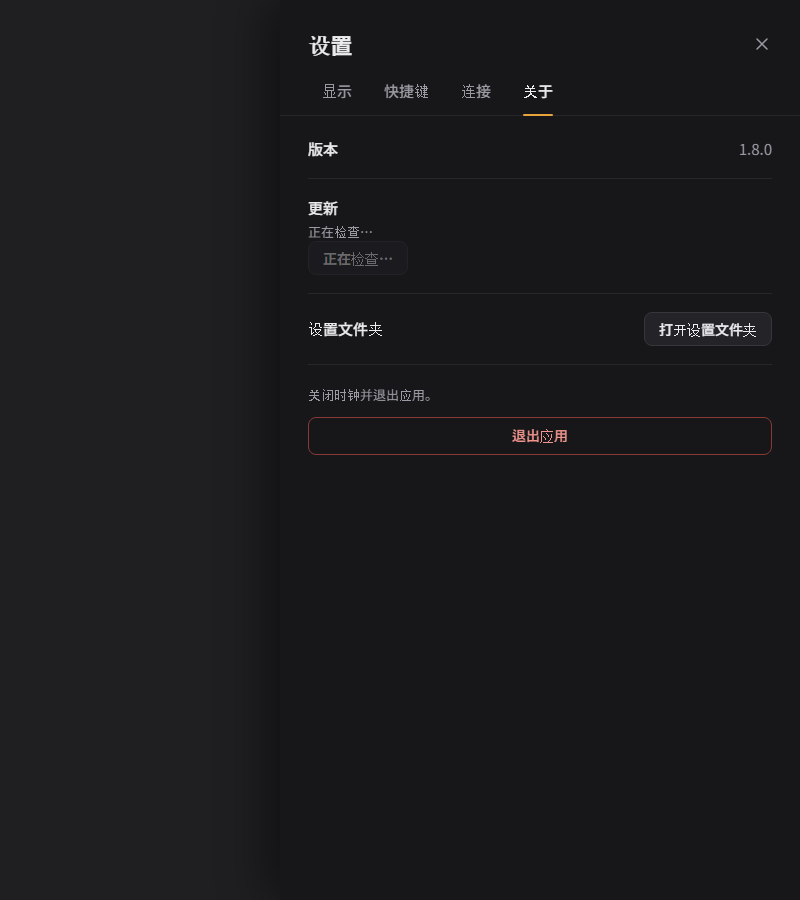 设置
显示 快捷键 连接 关于
版本 1.8.0
更新
正在检查…
正在检查…
设置文件夹 打开设置文件夹
关闭时钟并退出应用。
退出应用